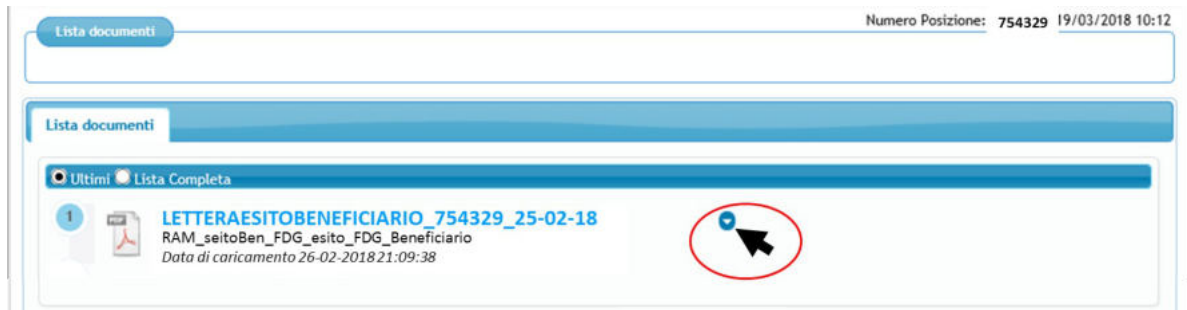 Lista documenti
Numero Posizione: 754329 19/03/2018 10:12
Lista documenti
Ultimi Lista Completa
1
PDF
LETTERAESITOBENEFICIARIO_754329_25-02-18
RAM_seitoBen_FDG_esito_FDG_Beneficiario
Data di caricamento 26-02-2018 21:09:38